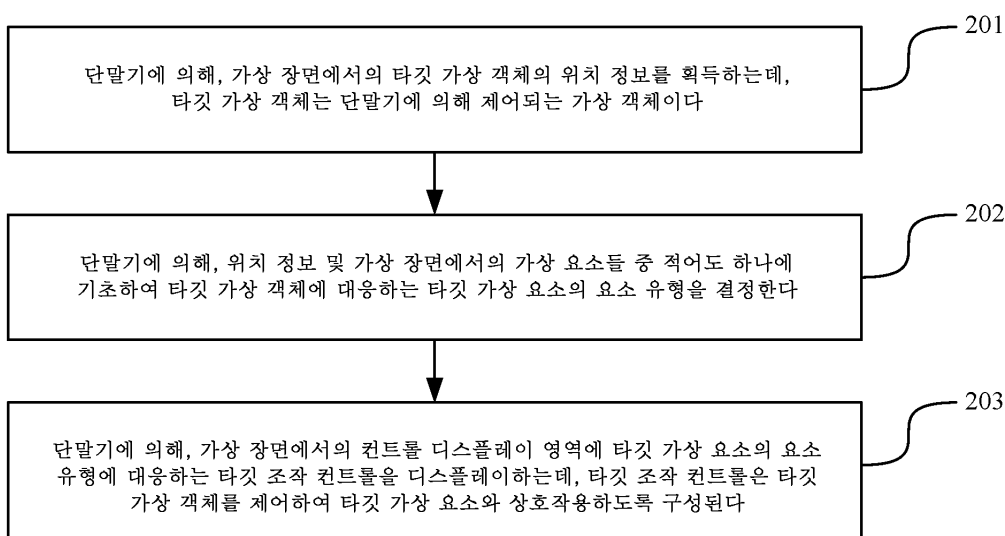 201
단말기에 의해, 가상 장면에서의 타깃 가상 객체의 위치 정보를 획득하는데,
타깃 가상 객체는 단말기에 의해 제어되는 가상 객체이다
202
단말기에 의해, 위치 정보 및 가상 장면에서의 가상 요소들 중 적어도 하나에
기초하여 타깃 가상 객체에 대응하는 타깃 가상 요소의 요소 유형을 결정한다
203
단말기에 의해, 가상 장면에서의 컨트롤 디스플레이 영역에 타깃 가상 요소의 요소
유형에 대응하는 타깃 조작 컨트롤을 디스플레이하는데, 타깃 조작 컨트롤은 타깃
가상 객체를 제어하여 타깃 가상 요소와 상호작용하도록 구성된다